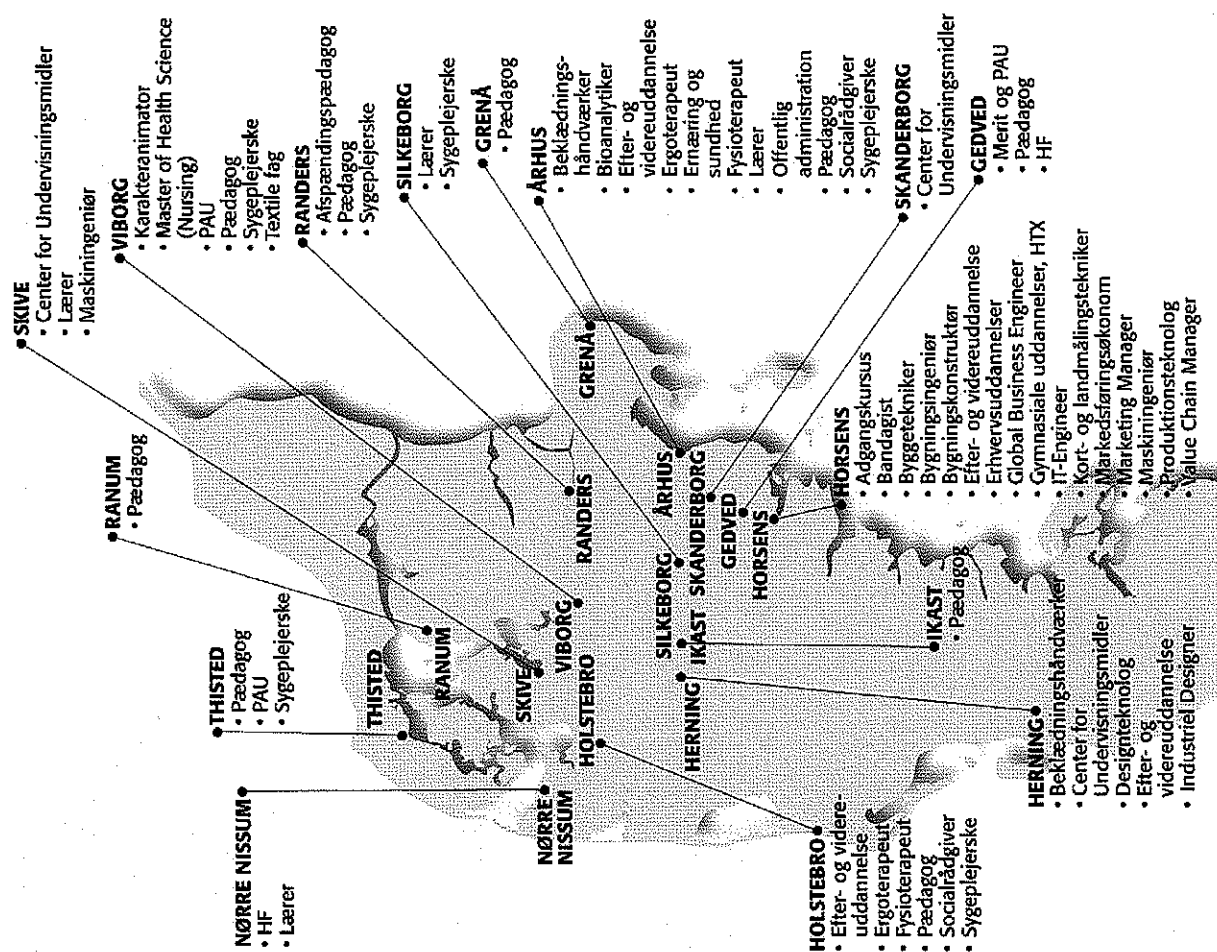 NØRRE NISSUM
• HF
• Lærer
THISTED
• Pædagog
• PAU
• Sygeplejerske
RANUM
• Pædagog
SKIVE
• Center for Undervisningsmidler
• Lærer
• Maskiningeniør
VIBORG
• Karakteranimator
• Master of Health Science
(Nursing)
• PAU
• Pædagog
• Sygeplejerske
• Textile fag
RANDERS
• Afspændingspædagog
• Pædagog
• Sygeplejerske
SILKEBORG
• Lærer
• Sygeplejerske
GRENÅ
• Pædagog
ÅRHUS
• Beklædnings-
håndværker
• Bioanalytiker
• Efter- og
videreuddannelse
• Ergoterapeut
• Ernæring og
sundhed
• Fysioterapeut
• Lærer
• Offentlig
administration
• Pædagog
• Socialrådgiver
• Sygeplejerske
SKANDERBORG
• Center for
Undervisningsmidler
GEDVED
• Merit og PAU
• Pædagog
• HF
THISTED
RANUM
NØRRE
NISSUM
SKIVE
VIBORG
HOLSTEBRO
RANDERS
GRENÅ
HERNING
IKAST
SILKEBORG
SKANDERBORG
ÅRHUS
GEDVED
HORSENS
HOLSTEBRO
• Efter- og videre-
uddannelse
• Ergoterapeut
• Fysioterapeut
• Pædagog
• Socialrådgiver
• Sygeplejerske
HERNING
• Beklædningshåndværker
• Center for
Undervisningsmidler
• Designteknolog
• Efter- og
videreuddannelse
• Industriel Designer
IKAST
• Pædagog
HORSENS
• Adgangskursus
• Bandagist
• Byggetekniker
• Bygningsingeniør
• Bygningskonstruktør
• Efter- og videreuddannelse
• Erhvervsuddannelser
• Global Business Engineer
• Gymnasiale uddannelser, HTX
• IT-Engineer
• Kort- og landmålingstekniker
• Markedsføringsøkonom
• Marketing Manager
• Maskiningeniør
• Produktionsteknolog
• Value Chain Manager